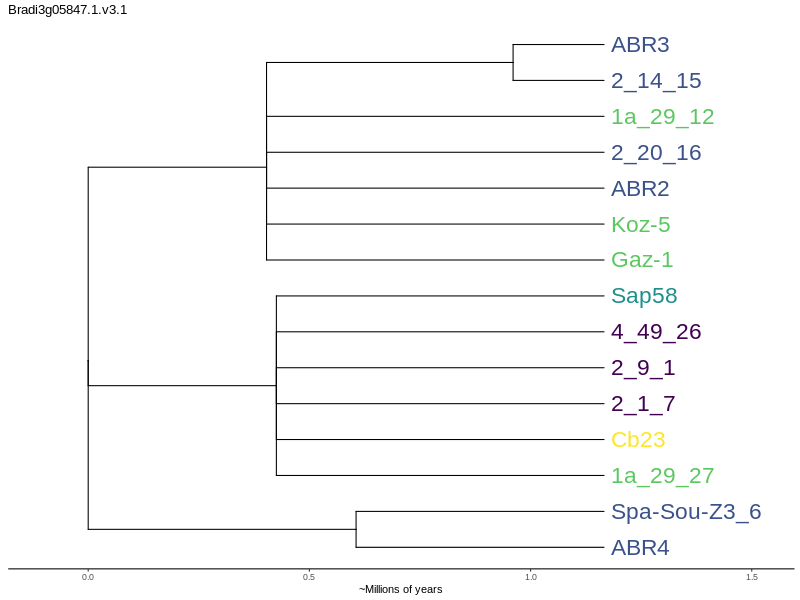 Bradi3g05847.1.v3.1
ABR3
2_14_15
1a_29_12
2_20_16
ABR2
Koz-5
Gaz-1
Sap58
4_49_26
2_9_1
2_1_7
Cb23
1a_29_27
Spa-Sou-Z3_6
ABR4
0.0 0.5 1.0 1.5
~Millions of years